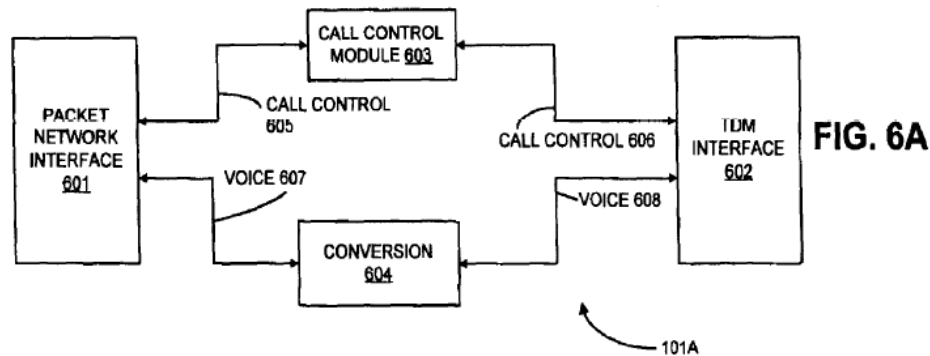 CALL CONTROL
MODULE 603
PACKET
NETWORK
INTERFACE
601
CALL CONTROL
605
CALL CONTROL 606
TDM
INTERFACE
602
FIG. 6A
VOICE 607
VOICE 608
CONVERSION
604
101A